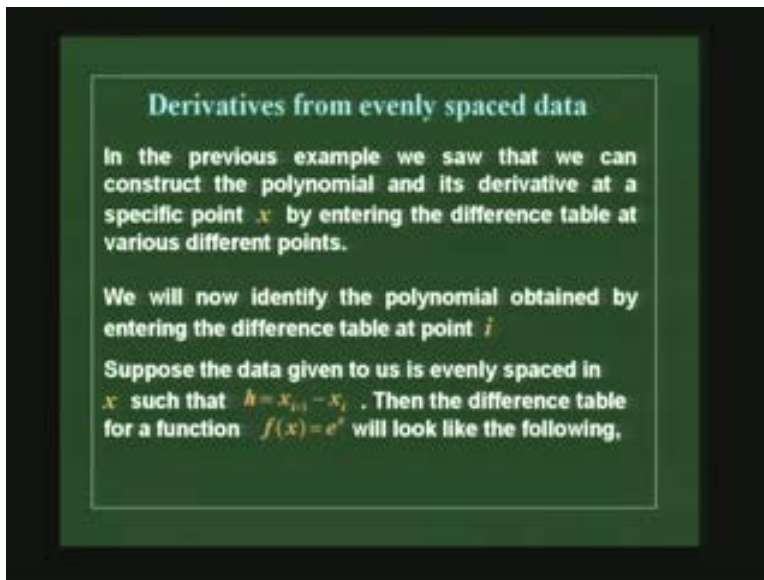 Derivatives from evenly spaced data
In the previous example we saw that we can
construct the polynomial and its derivative at a
specific point x by entering the difference table at
various different points.
We will now identify the polynomial obtained by
entering the difference table at point i
Suppose the data given to us is evenly spaced in
x such that h = x_{i+1} − x_i . Then the difference table
for a function f(x) = e^x will look like the following,